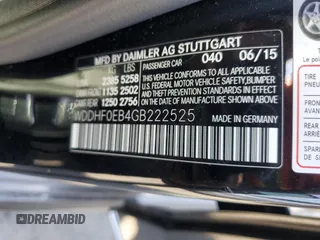 MFD BY DAIMLER AG STUTTGART
KG LBS PASSENGER CAR 040 06/15
2385 5258 THIS VEHICLE CONFORMS TO ALL APPLICABLE U.S.
1135 2502 FEDERAL MOTOR VEHICLE SAFETY, BUMPER,
1250 2756 AND THEFT PREVENTION STANDARDS IN EFFECT
ON THE DATE OF MANUFACTURE SHOWN ABOVE.
WDDHF0EB4GB222525
MADE IN GERMANY
Le po
DREAMBID